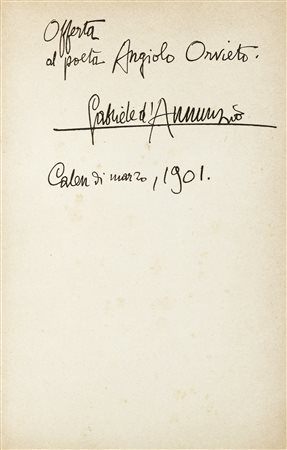 Offerta
al poeta Angiolo Orvieto.
Gabriele d'Annunzio
Calen di marzo, 1901.